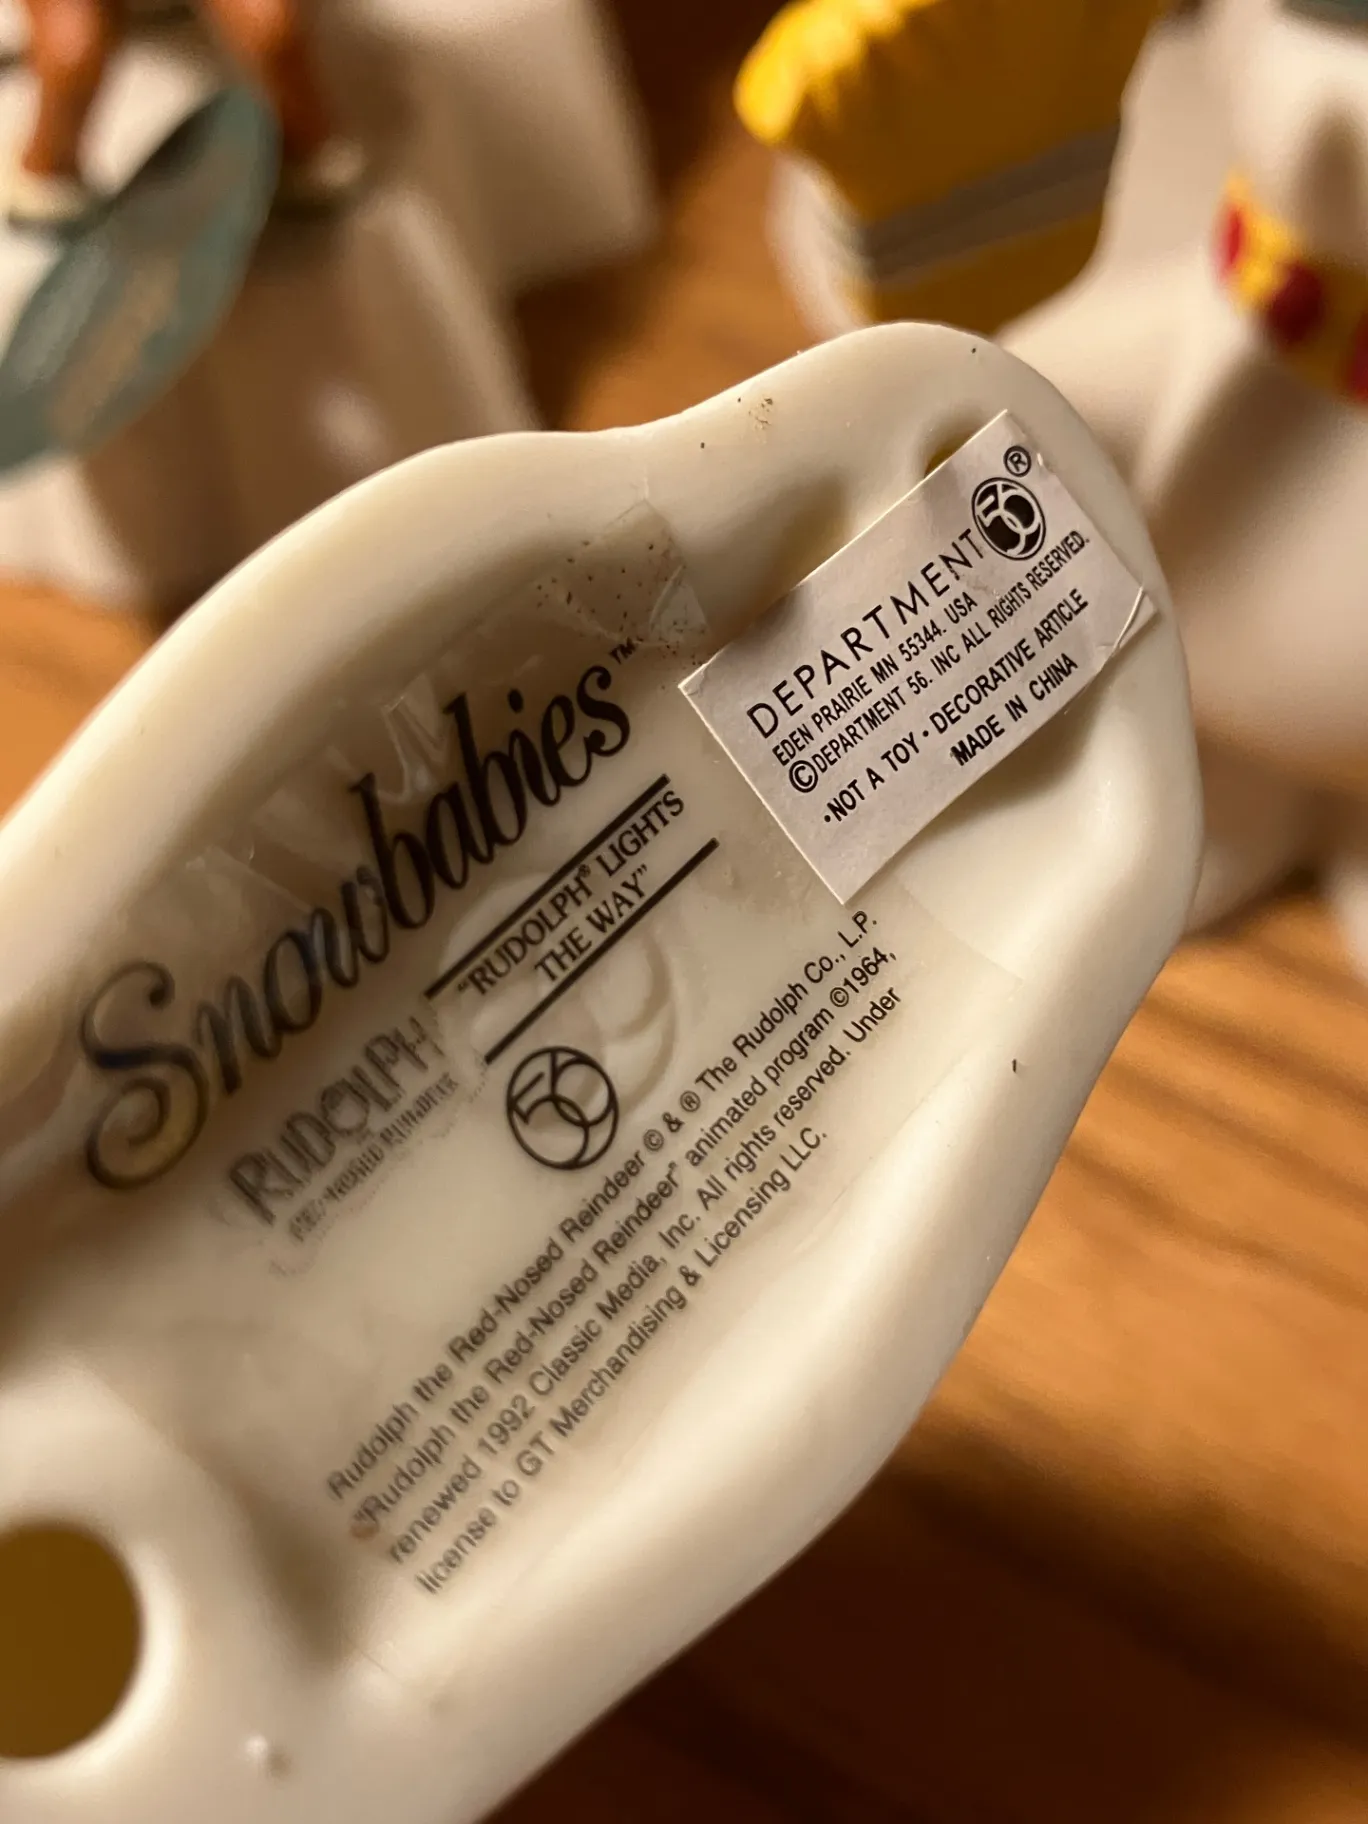 DEPARTMENT 56®
EDEN PRAIRIE MN 55344. USA
©DEPARTMENT 56. INC ALL RIGHTS RESERVED.
•NOT A TOY • DECORATIVE ARTICLE
MADE IN CHINA
Snowbabies™
"RUDOLPH® LIGHTS
THE WAY"
RUDOLPH
THE
RED-NOSED REINDEER
56
Rudolph the Red-Nosed Reindeer © & ® The Rudolph Co., L.P.
"Rudolph the Red-Nosed Reindeer" animated program ©1964,
renewed 1992 Classic Media, Inc. All rights reserved. Under
license to GT Merchandising & Licensing LLC.